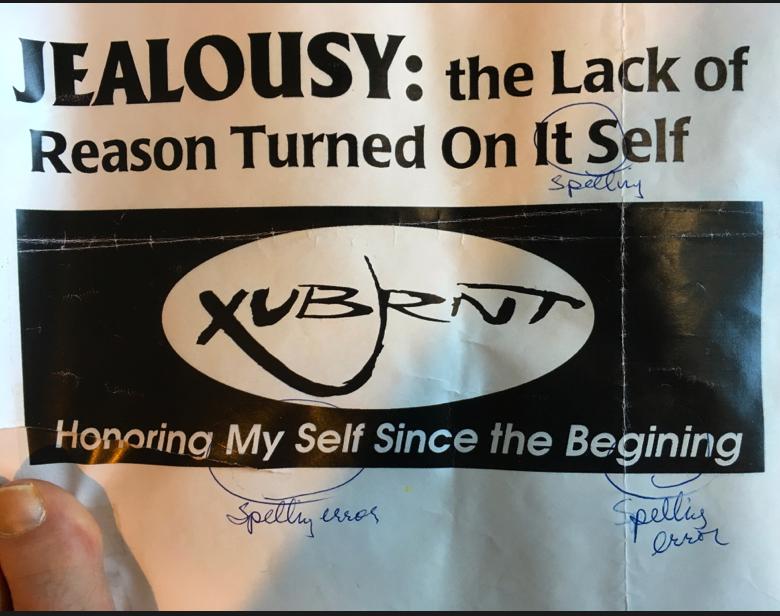 JEALOUSY: the Lack of
Reason Turned On It Self
Spelling
XUBJRNT
Honoring My Self Since the Begining
Spelling error
Spelling
error